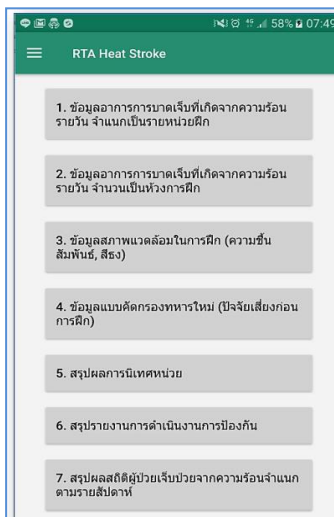 58% 07:49
RTA Heat Stroke
1. ข้อมูลอาการการบาดเจ็บที่เกิดจากความร้อน
รายวัน จำแนกเป็นรายหน่วยฝึก
2. ข้อมูลอาการการบาดเจ็บที่เกิดจากความร้อน
รายวัน จำนวนเป็นห้วงการฝึก
3. ข้อมูลสภาพแวดล้อมในการฝึก (ความชื้น
สัมพันธ์, สีธง)
4. ข้อมูลแบบคัดกรองทหารใหม่ (ปัจจัยเสี่ยงก่อน
การฝึก)
5. สรุปผลการนิเทศหน่วย
6. สรุปรายงานการดำเนินงานการป้องกัน
7. สรุปผลสถิติผู้ป่วยเจ็บป่วยจากความร้อนจำแนก
ตามรายสัปดาห์